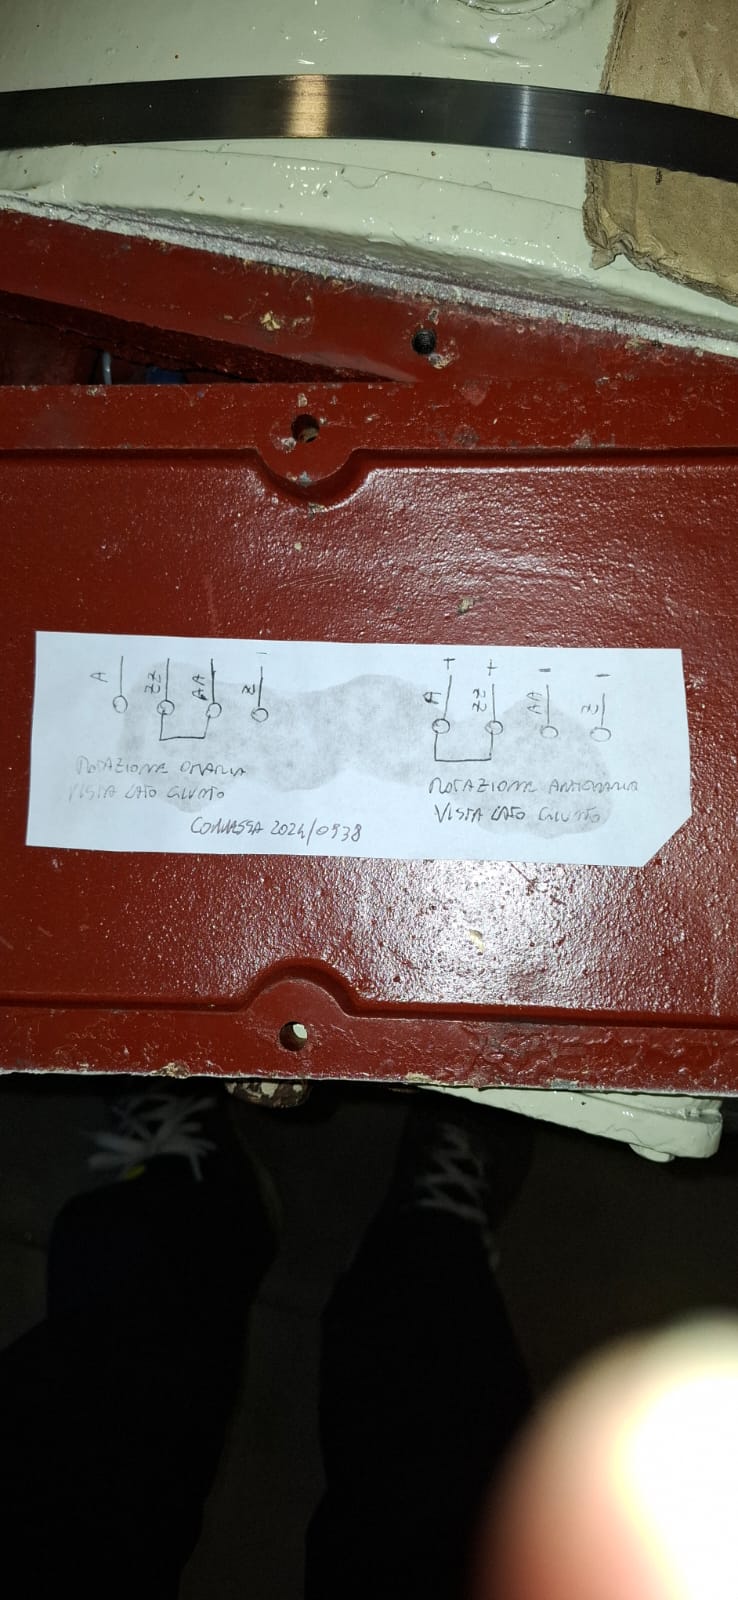 A ZZ AA Z
-
ROTAZIONE ORARIA
VISTA LATO GIUNTO
+ + - -
A ZZ AA Z
ROTAZIONE ANTIORARIA
VISTA LATO GIUNTO
COMMESSA 2024/0938